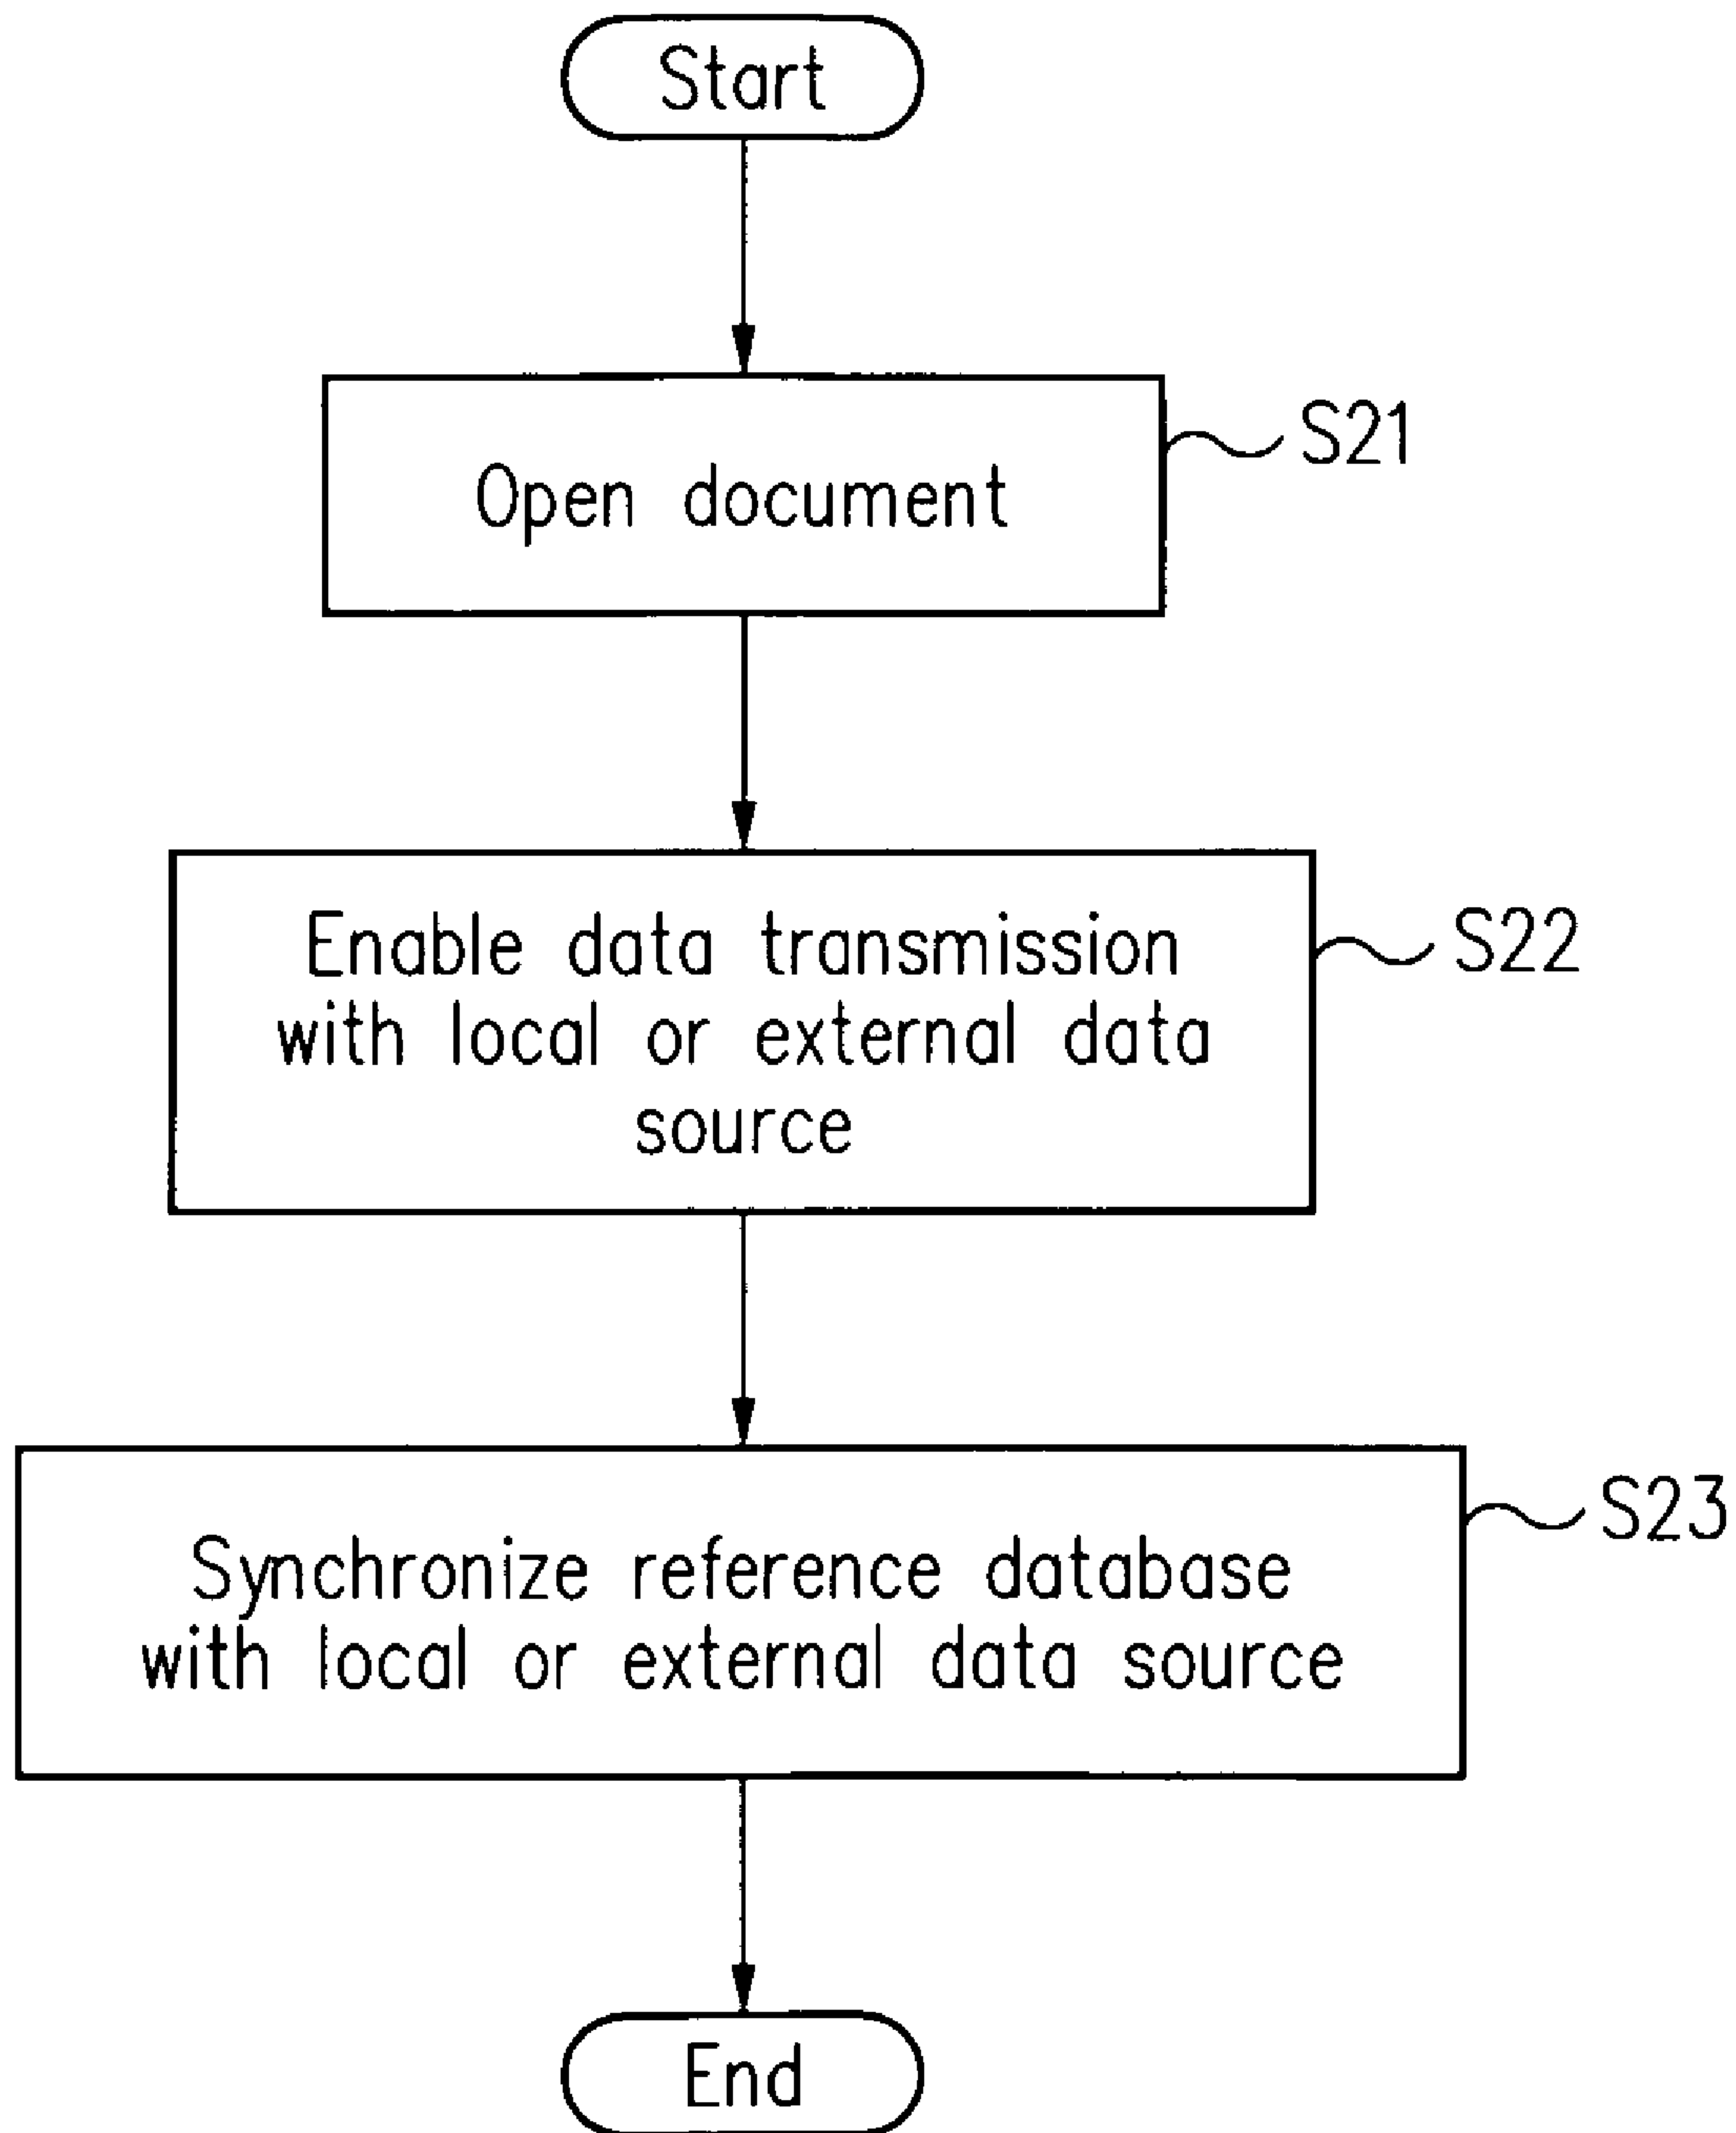 Start
S21
Open document
S22
Enable data transmission
with local or external data
source
S23
Synchronize reference database
with local or external data source
End